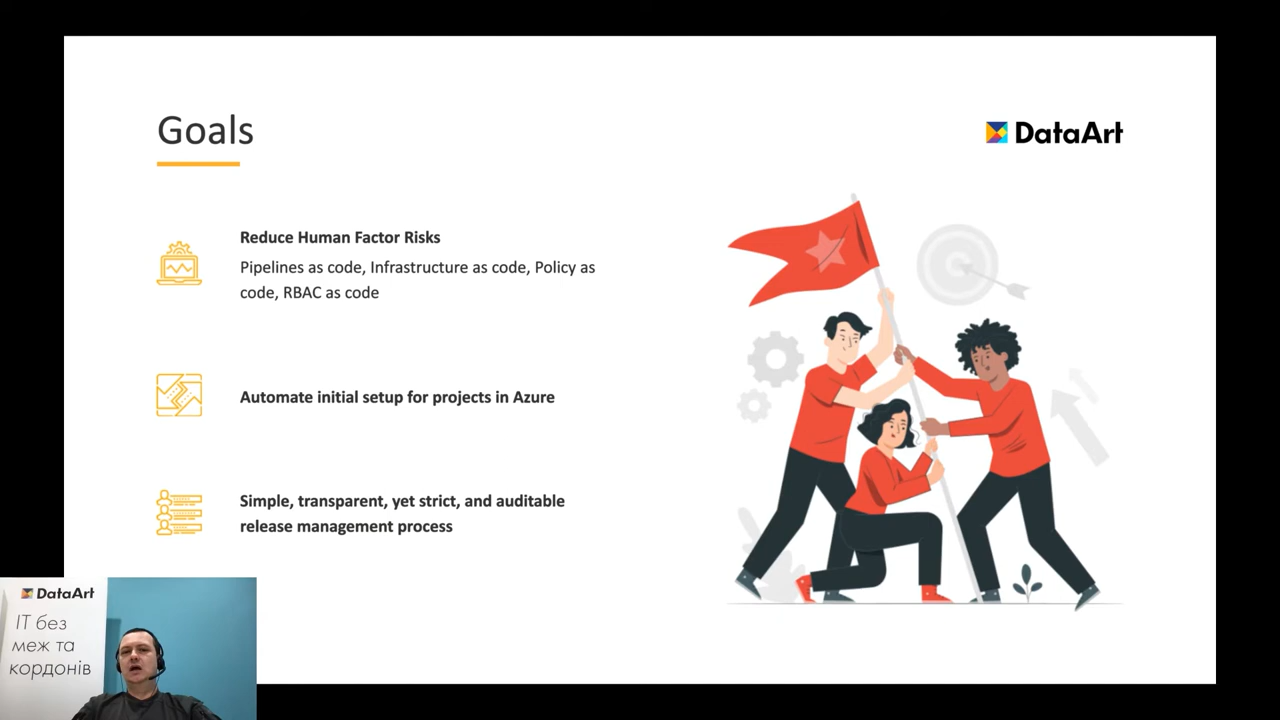 Goals
DataArt
Reduce Human Factor Risks
Pipelines as code, Infrastructure as code, Policy as
code, RBAC as code
Automate initial setup for projects in Azure
Simple, transparent, yet strict, and auditable
release management process
DataArt
ІТ без
меж та
кордонів